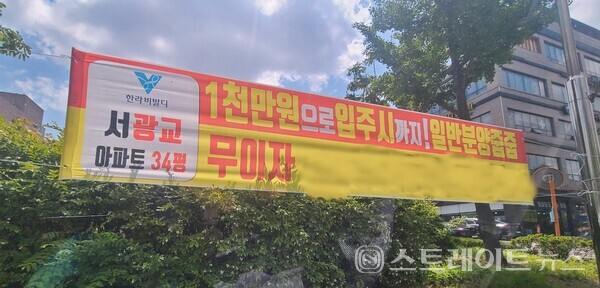 한라비발디
서광교
아파트 34평
1천만원으로 입주시까지! 일반분양줍줍
무이자
N 스트레이트뉴스